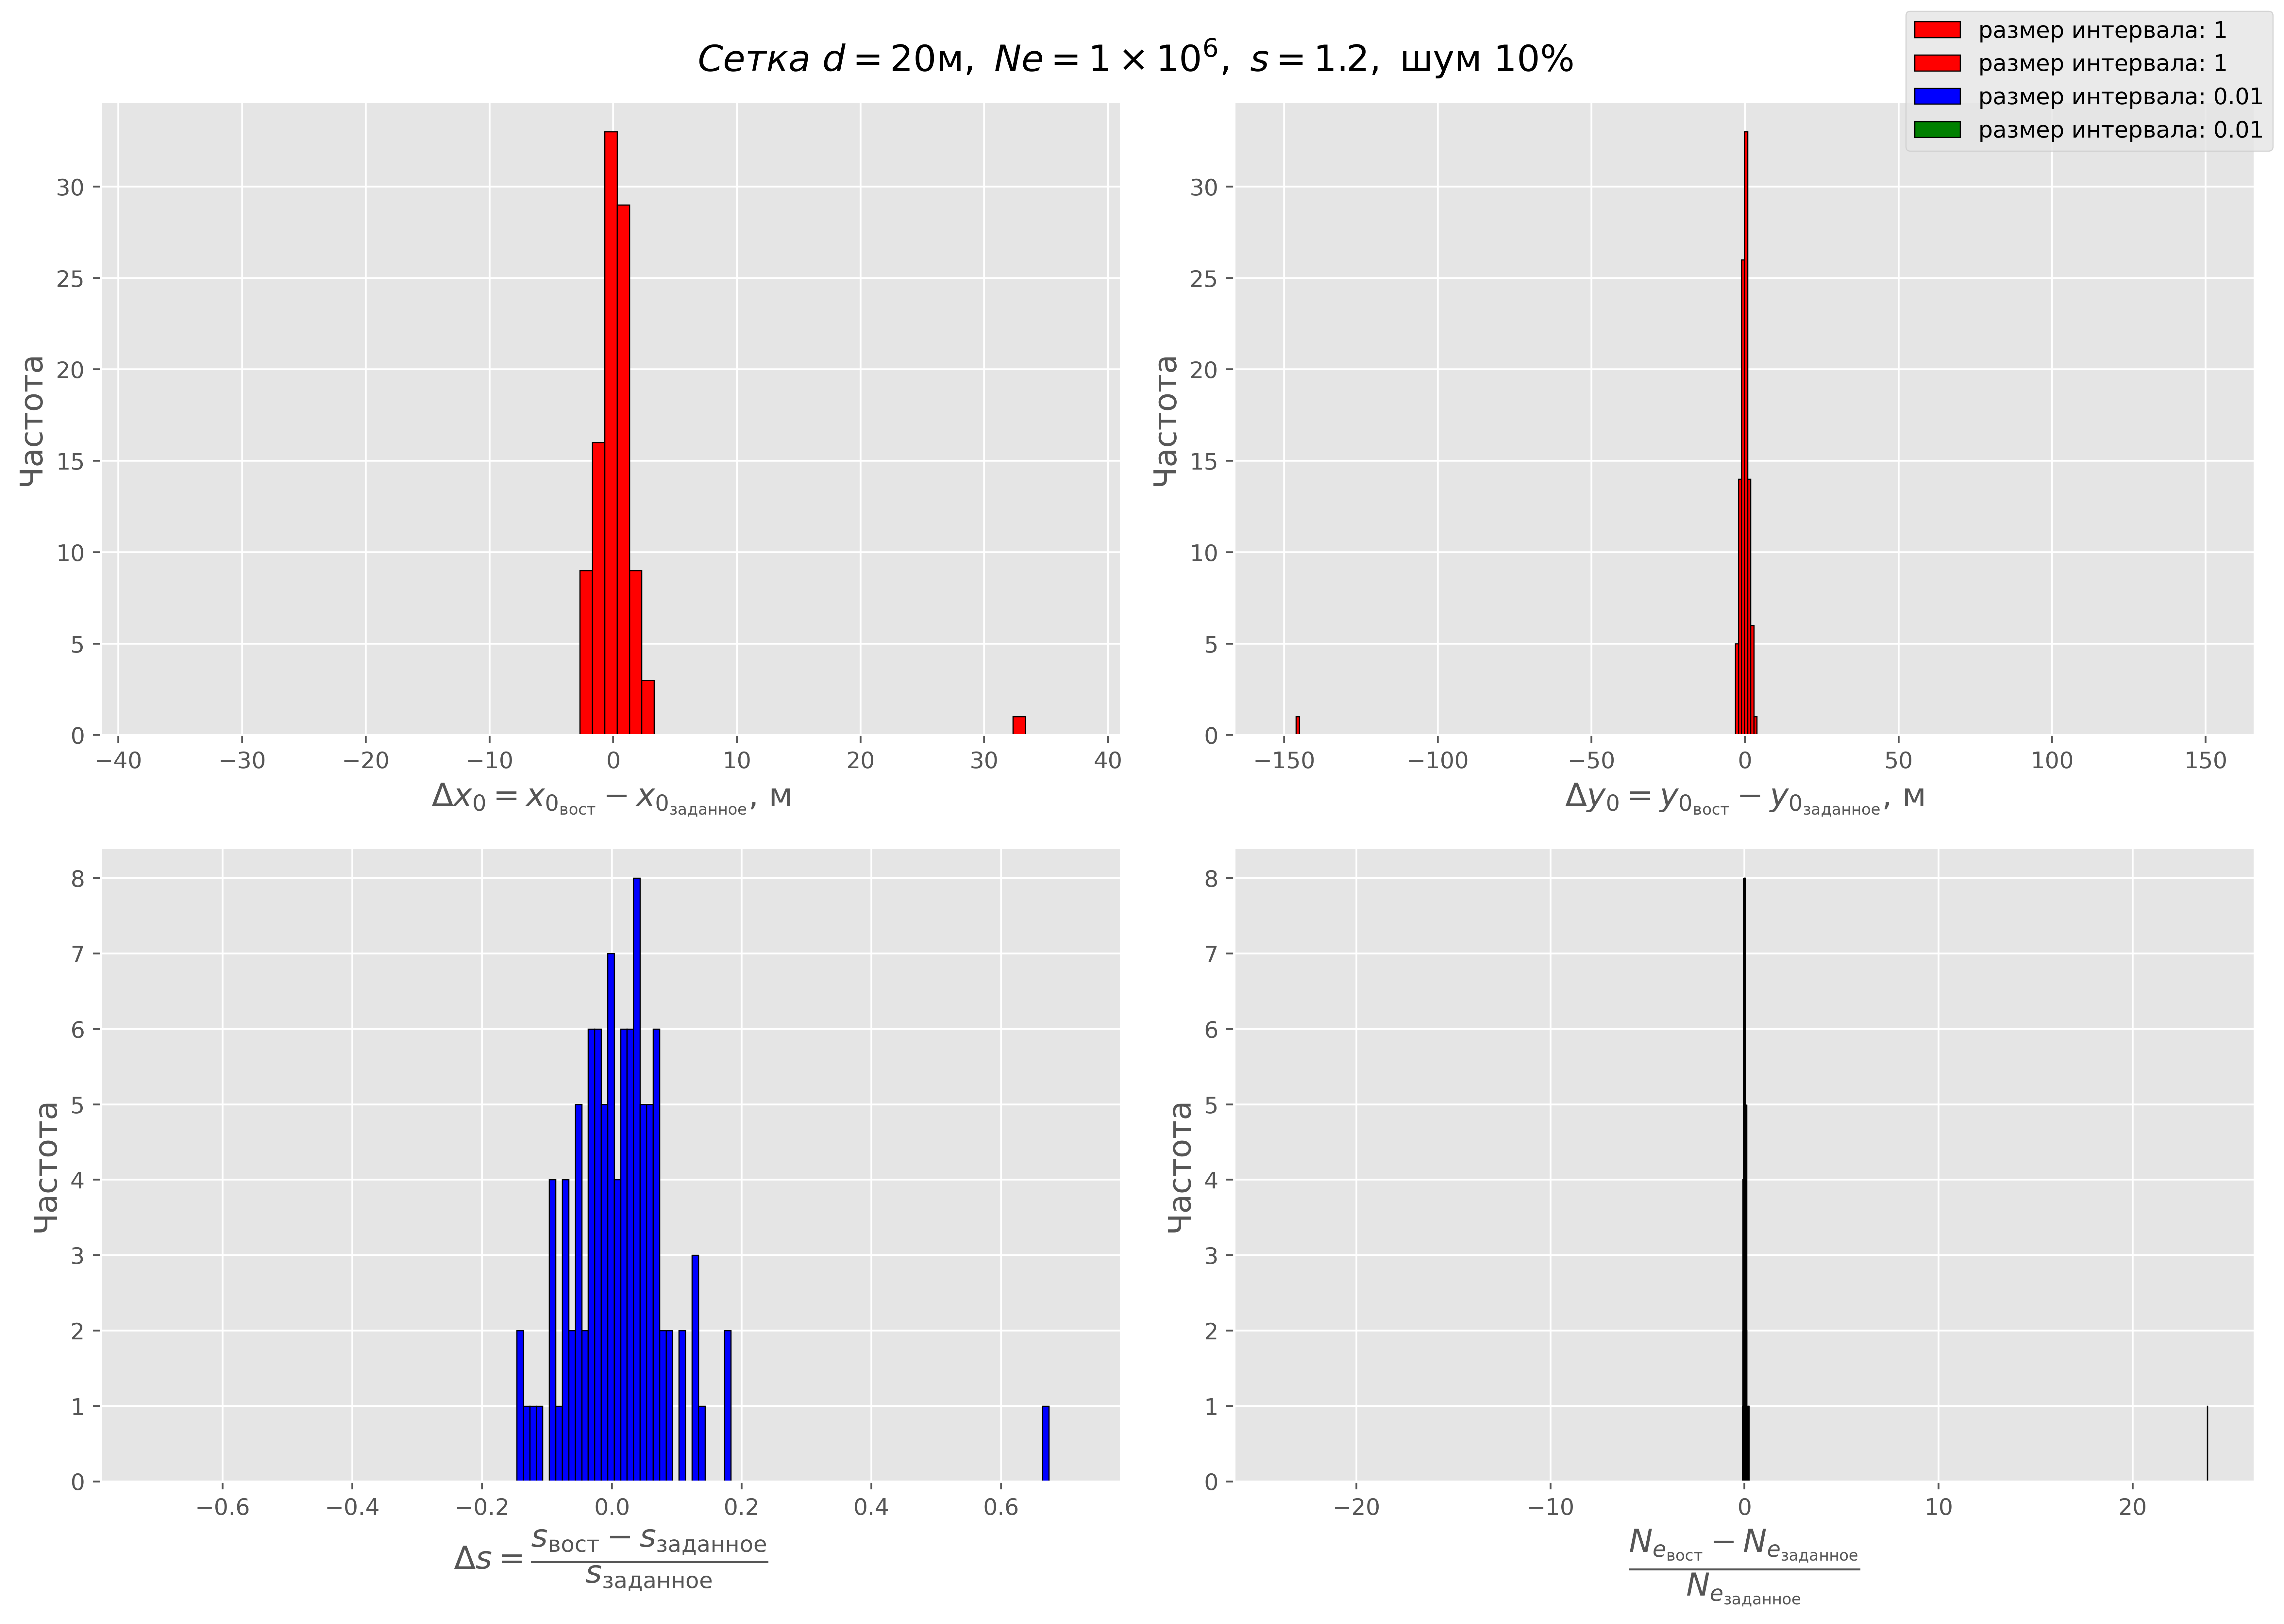 Сетка d = 20м, Ne = 1 × 10⁶, s = 1.2, шум 10%
размер интервала: 1
размер интервала: 1
размер интервала: 0.01
размер интервала: 0.01
Частота
30
25
20
15
10
5
0
−40 −30 −20 −10 0 10 20 30 40
Δx₀ = x₀вост − x₀заданное, м
Частота
30
25
20
15
10
5
0
−150 −100 −50 0 50 100 150
Δy₀ = y₀вост − y₀заданное, м
Частота
8
7
6
5
4
3
2
1
0
−0.6 −0.4 −0.2 0.0 0.2 0.4 0.6
Δs = (sвост − sзаданное) / sзаданное
Частота
8
7
6
5
4
3
2
1
0
−20 −10 0 10 20
Neвост − Neзаданное
Neзаданное